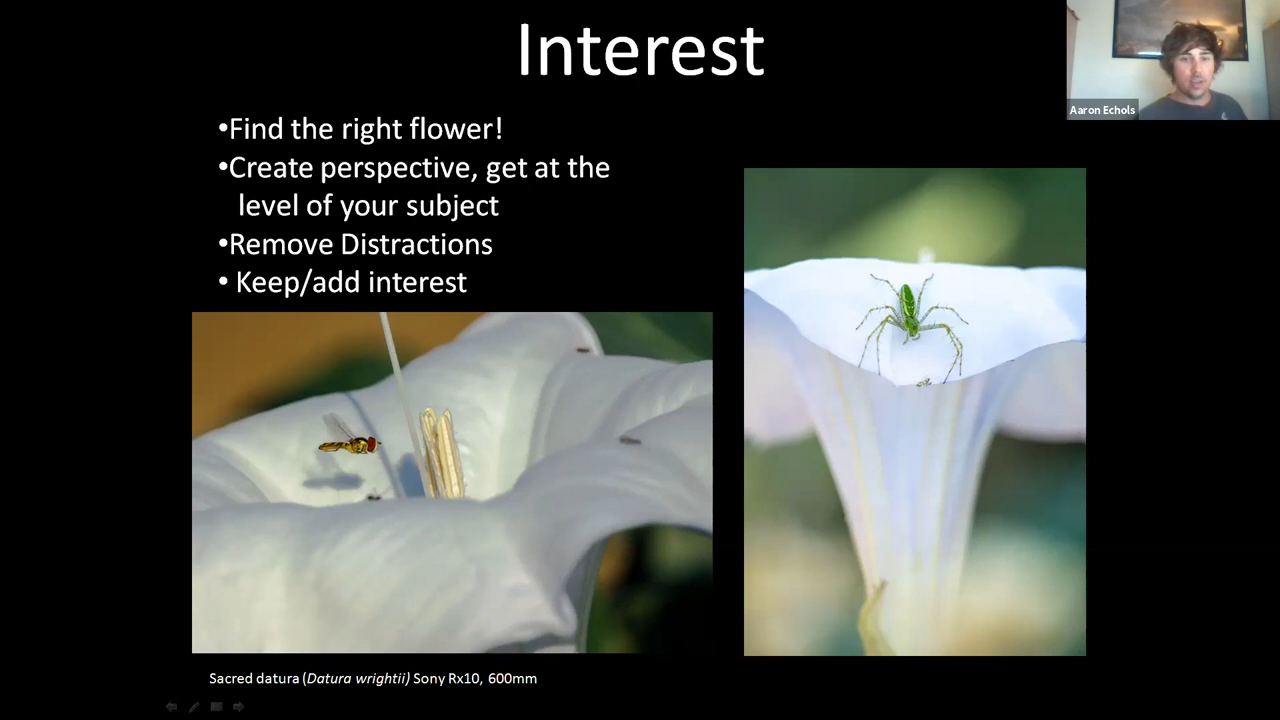 Interest
Aaron Echols
•Find the right flower!
•Create perspective, get at the
level of your subject
•Remove Distractions
• Keep/add interest
Sacred datura (Datura wrightii) Sony Rx10, 600mm